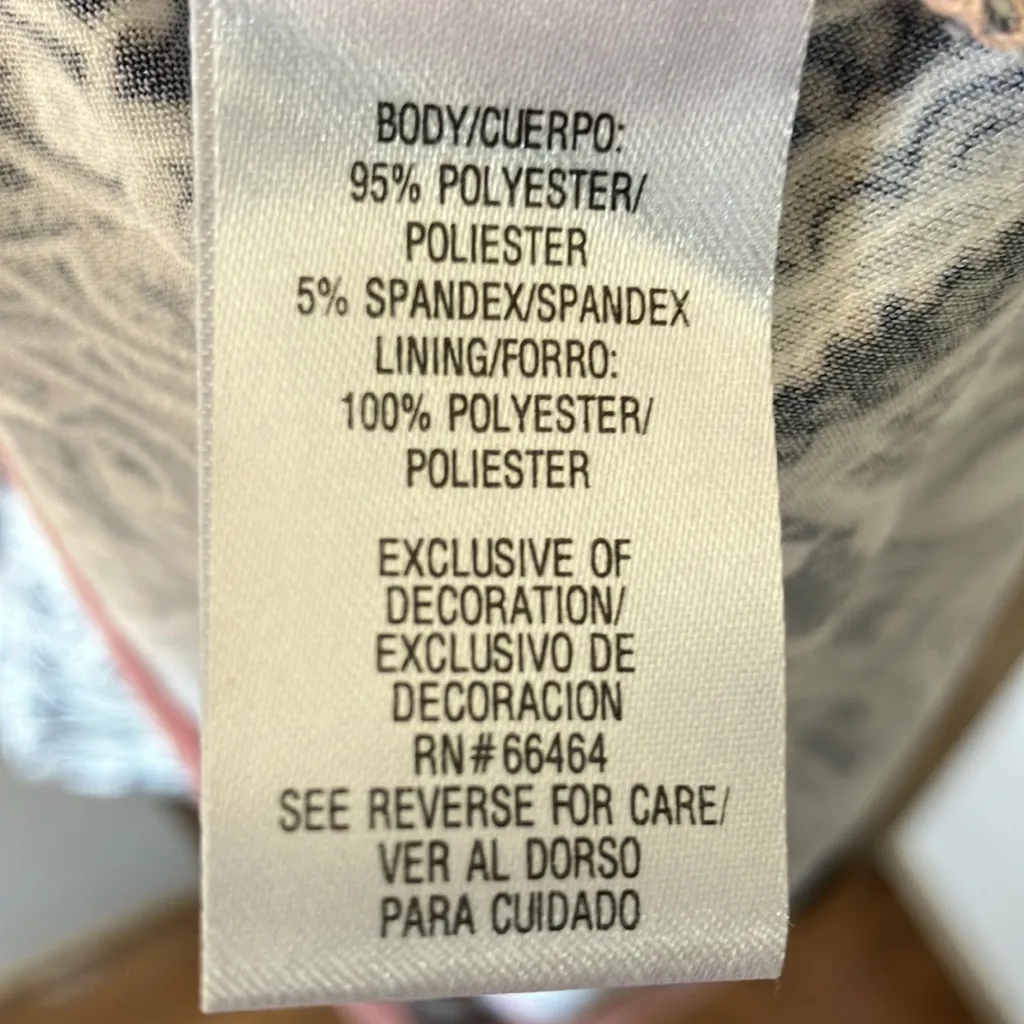 BODY/CUERPO:
95% POLYESTER/
POLIESTER
5% SPANDEX/SPANDEX
LINING/FORRO:
100% POLYESTER/
POLIESTER
EXCLUSIVE OF
DECORATION/
EXCLUSIVO DE
DECORACION
RN#66464
SEE REVERSE FOR CARE/
VER AL DORSO
PARA CUIDADO